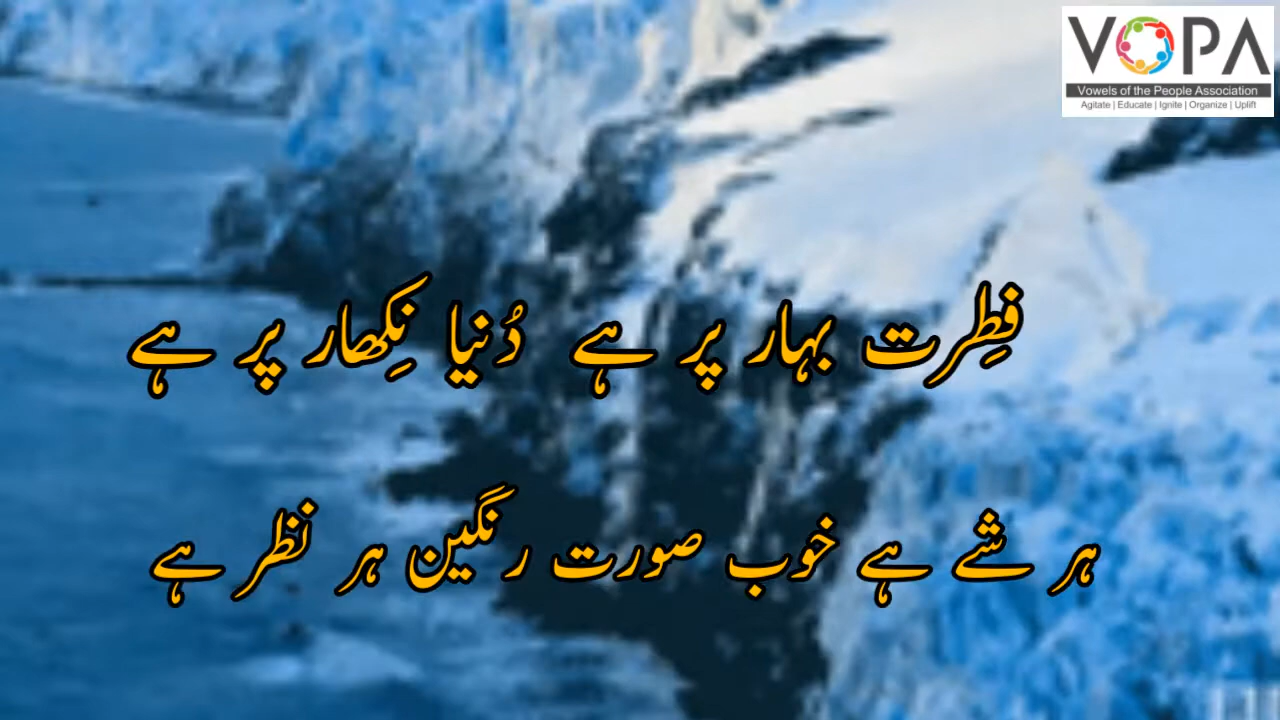 VOPA
Vowels of the People Association
Agitate | Educate | Ignite | Organize | Uplift
فِطرت بہار پر ہے دُنیا نِکھار پر ہے
ہر شے ہے خوب صورت رنگین ہر نظر ہے